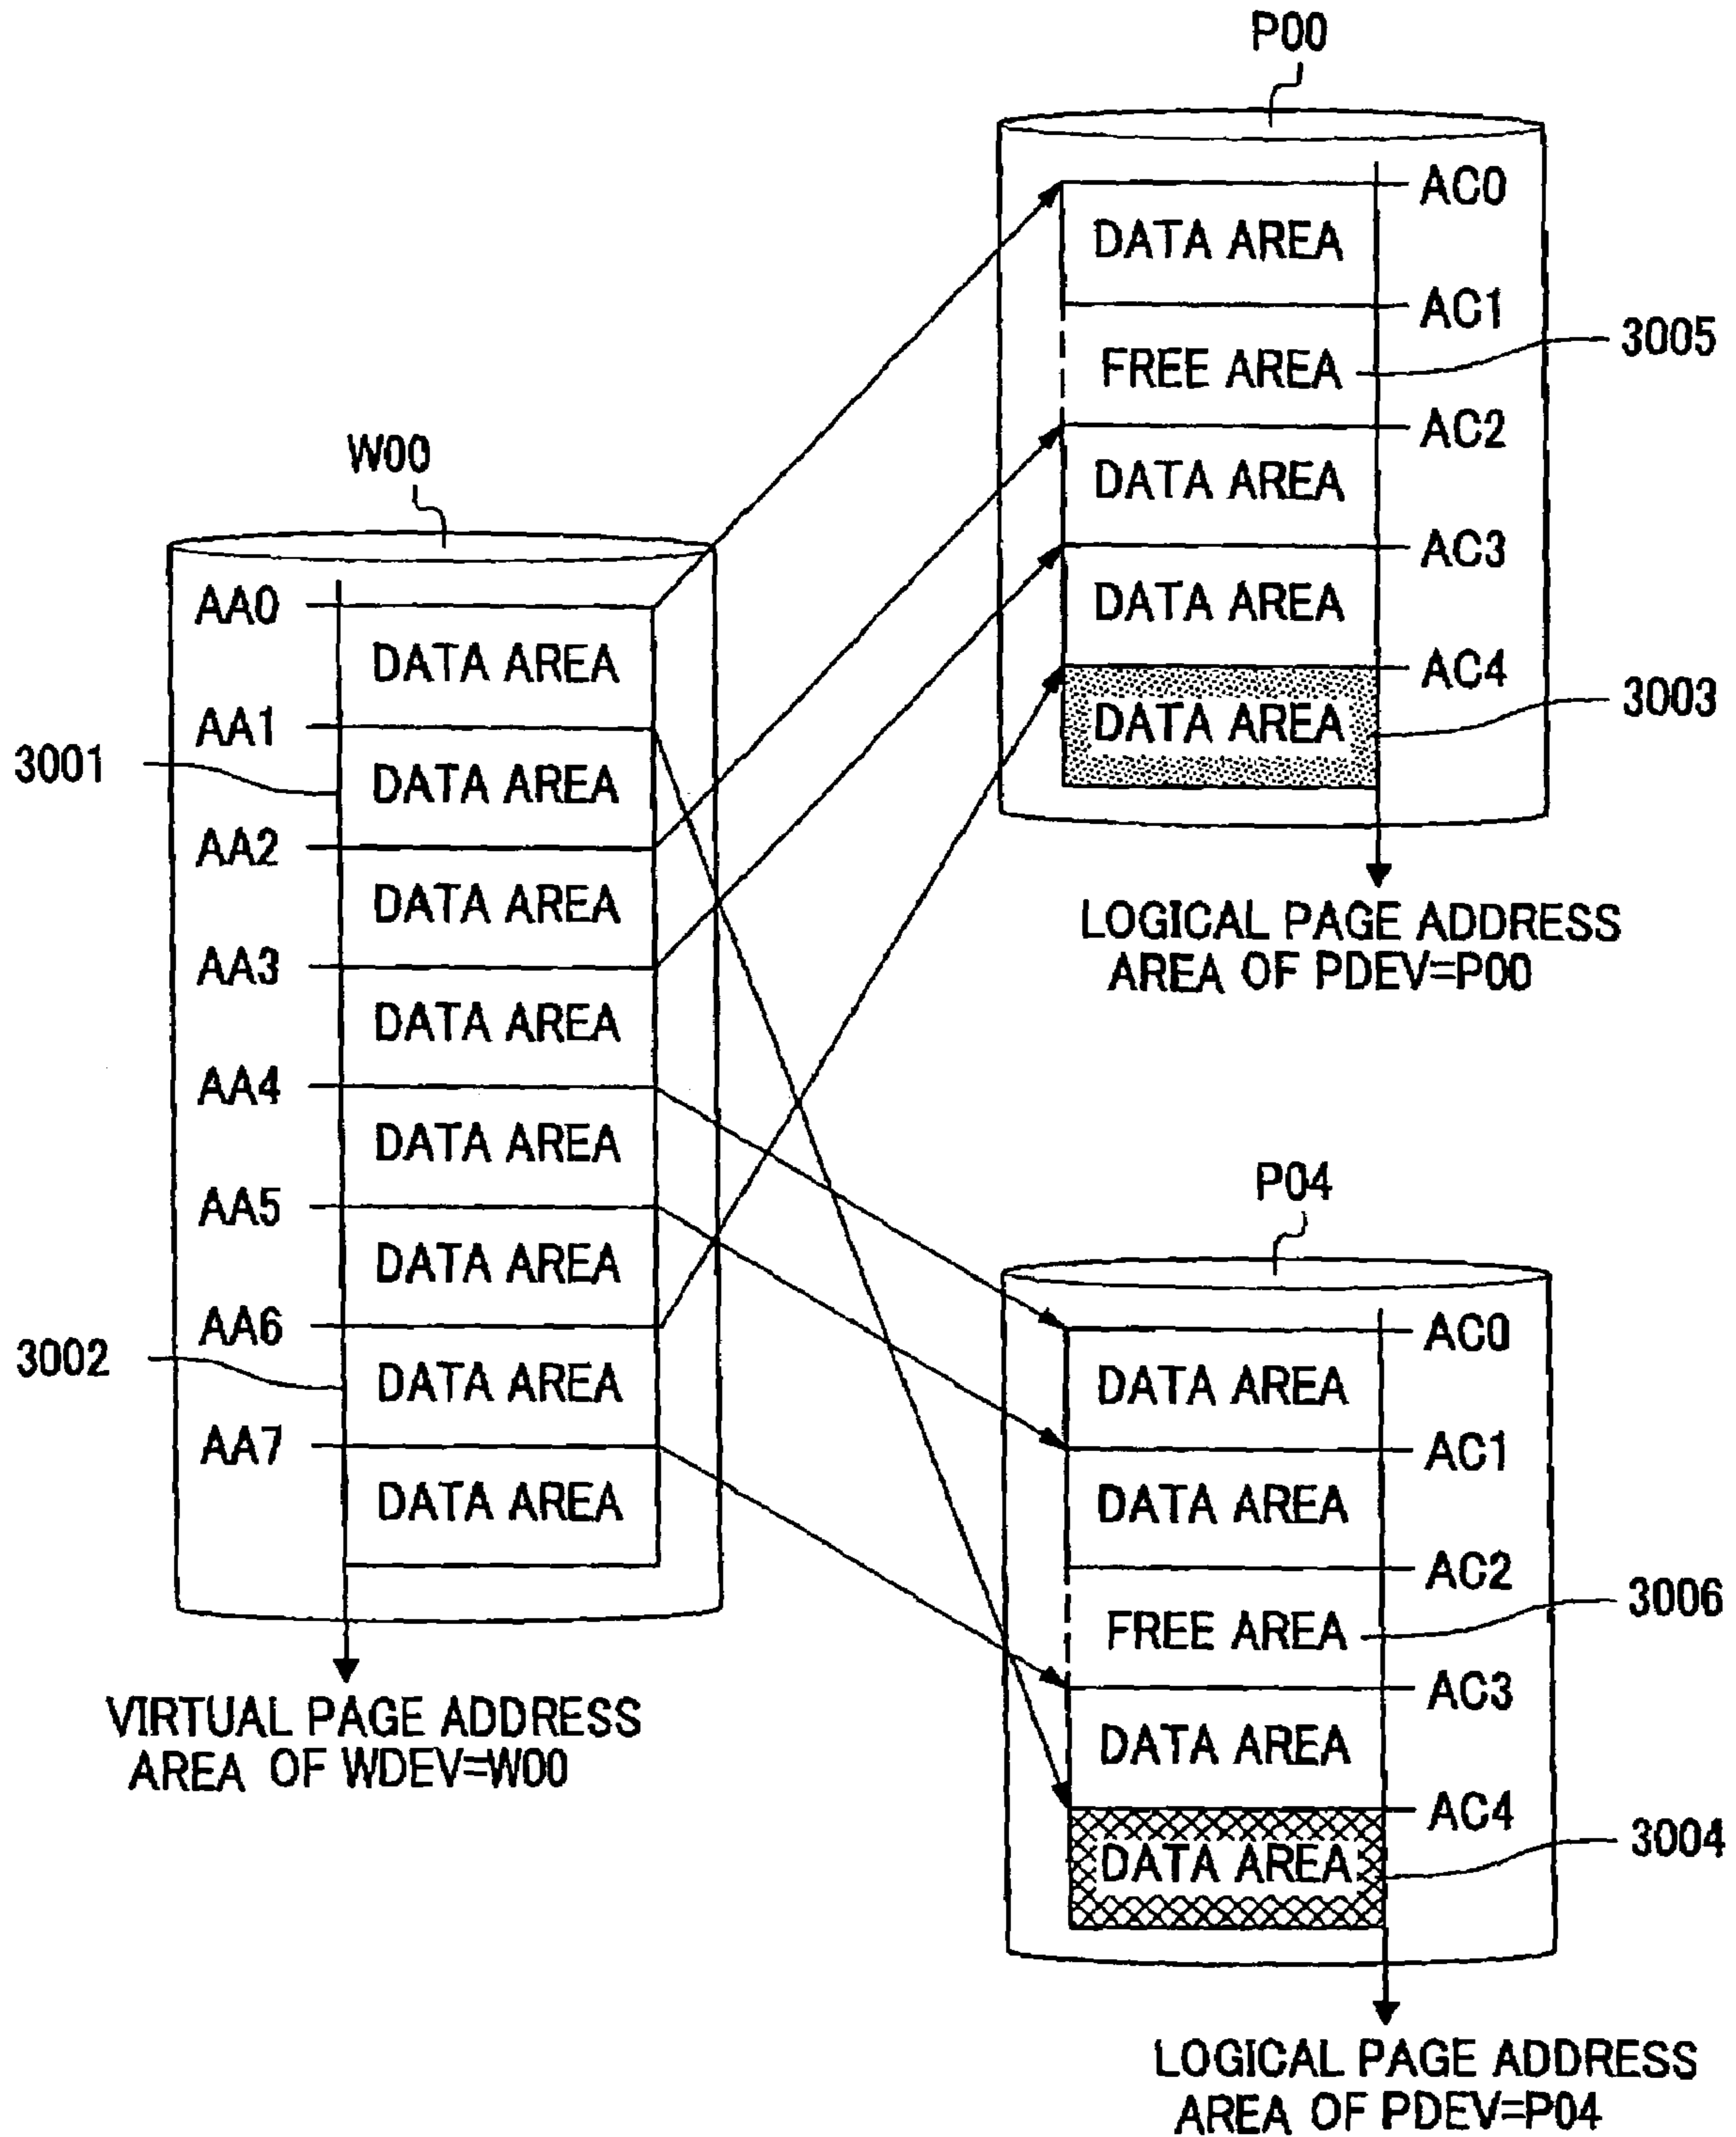 P00
AC0
DATA AREA
AC1
FREE AREA
3005
AC2
DATA AREA
AC3
DATA AREA
AC4
DATA AREA
3003
LOGICAL PAGE ADDRESS
AREA OF PDEV=P00
W00
AA0
DATA AREA
AA1
3001
DATA AREA
AA2
DATA AREA
AA3
DATA AREA
AA4
DATA AREA
AA5
DATA AREA
AA6
3002
DATA AREA
AA7
DATA AREA
VIRTUAL PAGE ADDRESS
AREA OF WDEV=W00
P04
AC0
DATA AREA
AC1
DATA AREA
AC2
FREE AREA
3006
AC3
DATA AREA
AC4
DATA AREA
3004
LOGICAL PAGE ADDRESS
AREA OF PDEV=P04